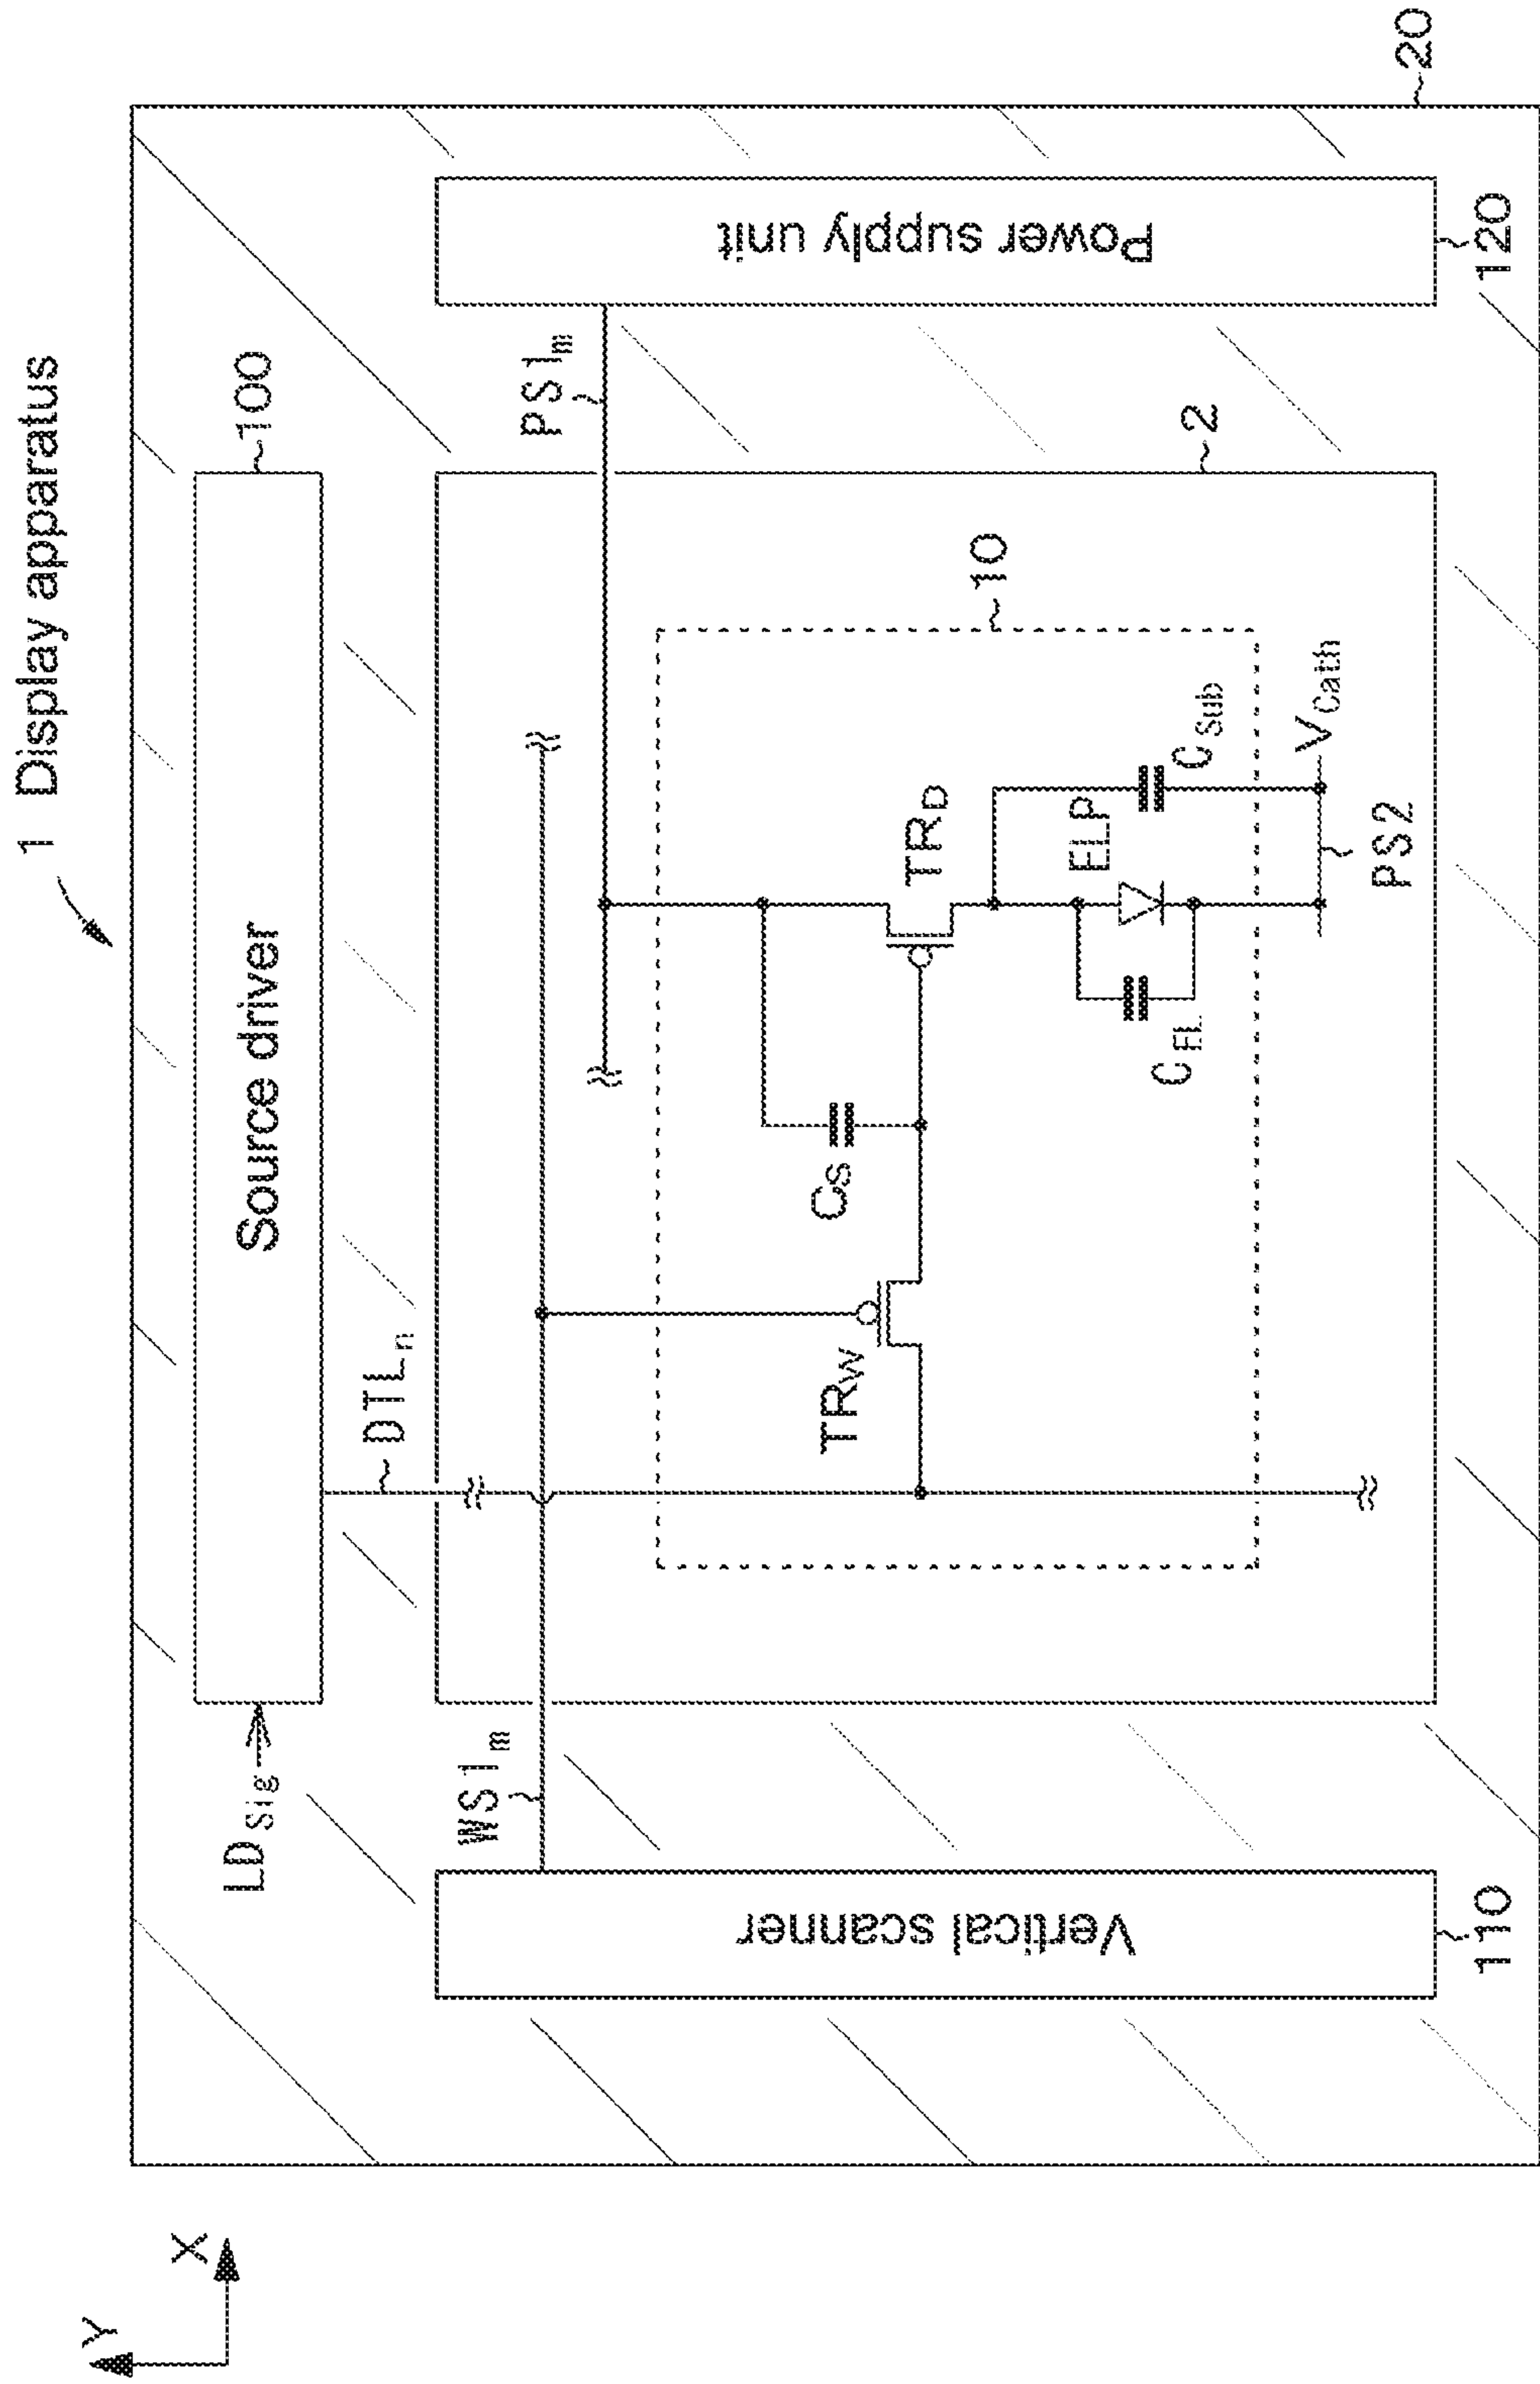 1 Display apparatus
LDSig
Source driver
100
20
DTLn
WS1m
PS1m
2
10
Vertical scanner
110
Power supply unit
120
TRW
CS
TRD
ELP
CEL
CSub
VCath
PS2
Y
X